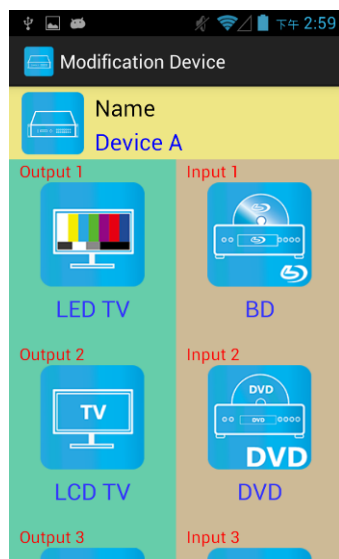 下午 2:59
Modification Device
Name
Device A
Output 1
Input 1
LED TV
BD
Output 2
Input 2
TV
DVD
DVD
DVD
LCD TV
DVD
Output 3
Input 3